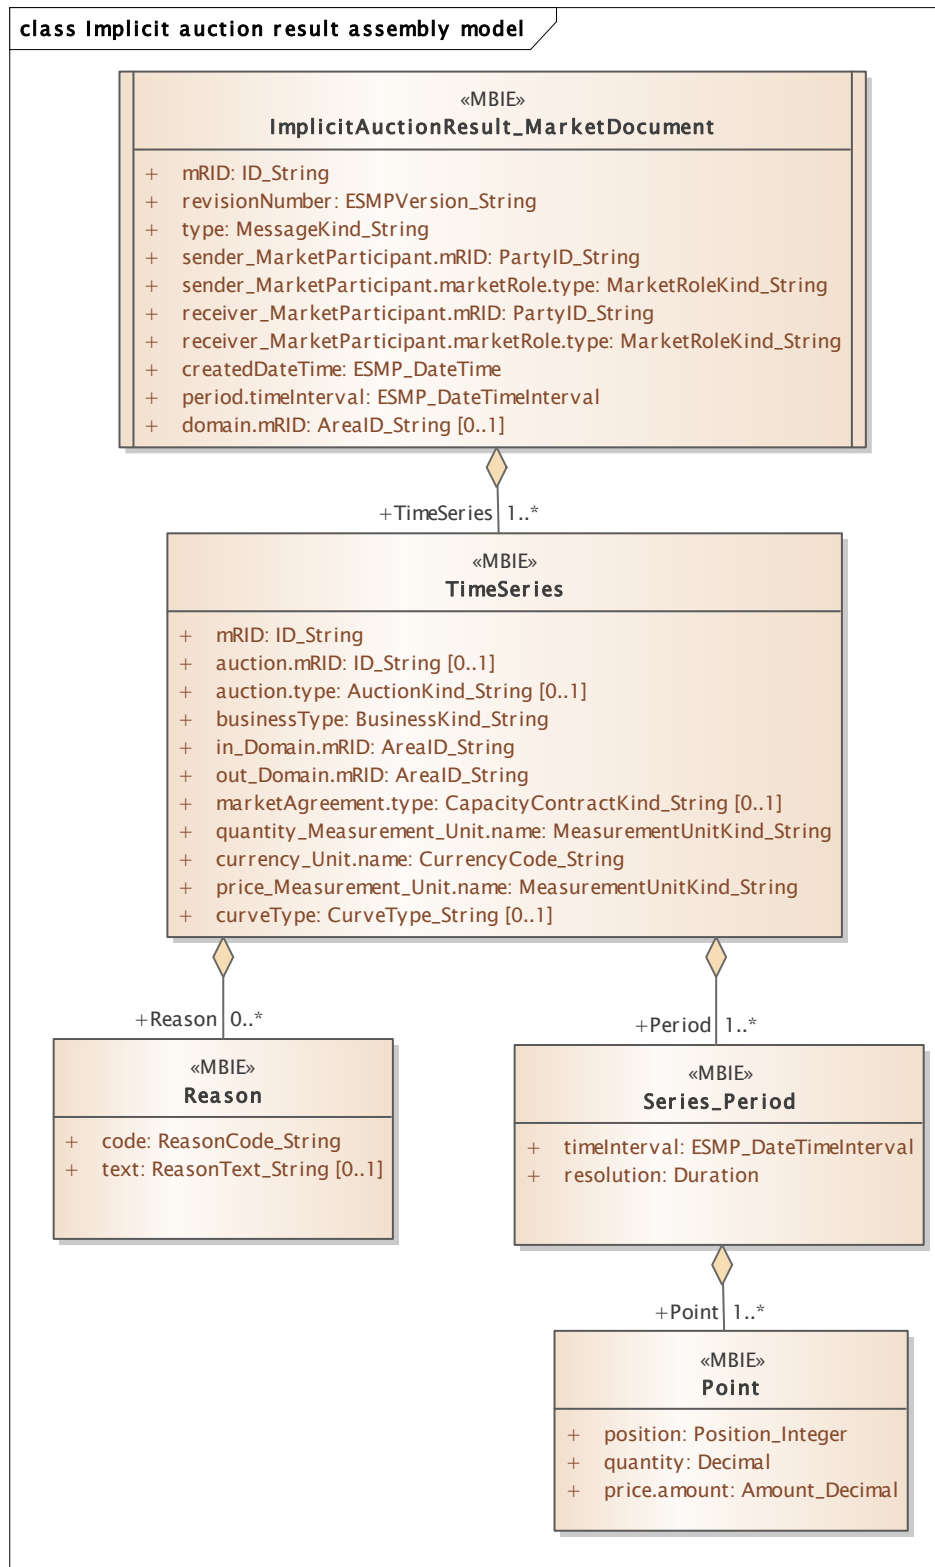 class Implicit auction result assembly model
«MBIE»
ImplicitAuctionResult_MarketDocument
+ mRID: ID_String
+ revisionNumber: ESMPVersion_String
+ type: MessageKind_String
+ sender_MarketParticipant.mRID: PartyID_String
+ sender_MarketParticipant.marketRole.type: MarketRoleKind_String
+ receiver_MarketParticipant.mRID: PartyID_String
+ receiver_MarketParticipant.marketRole.type: MarketRoleKind_String
+ createdDateTime: ESMP_DateTime
+ period.timeInterval: ESMP_DateTimeInterval
+ domain.mRID: AreaID_String [0..1]
+TimeSeries 1..*
«MBIE»
TimeSeries
+ mRID: ID_String
+ auction.mRID: ID_String [0..1]
+ auction.type: AuctionKind_String [0..1]
+ businessType: BusinessKind_String
+ in_Domain.mRID: AreaID_String
+ out_Domain.mRID: AreaID_String
+ marketAgreement.type: CapacityContractKind_String [0..1]
+ quantity_Measurement_Unit.name: MeasurementUnitKind_String
+ currency_Unit.name: CurrencyCode_String
+ price_Measurement_Unit.name: MeasurementUnitKind_String
+ curveType: CurveType_String [0..1]
+Reason 0..*
«MBIE»
Reason
+ code: ReasonCode_String
+ text: ReasonText_String [0..1]
+Period 1..*
«MBIE»
Series_Period
+ timeInterval: ESMP_DateTimeInterval
+ resolution: Duration
+Point 1..*
«MBIE»
Point
+ position: Position_Integer
+ quantity: Decimal
+ price.amount: Amount_Decimal